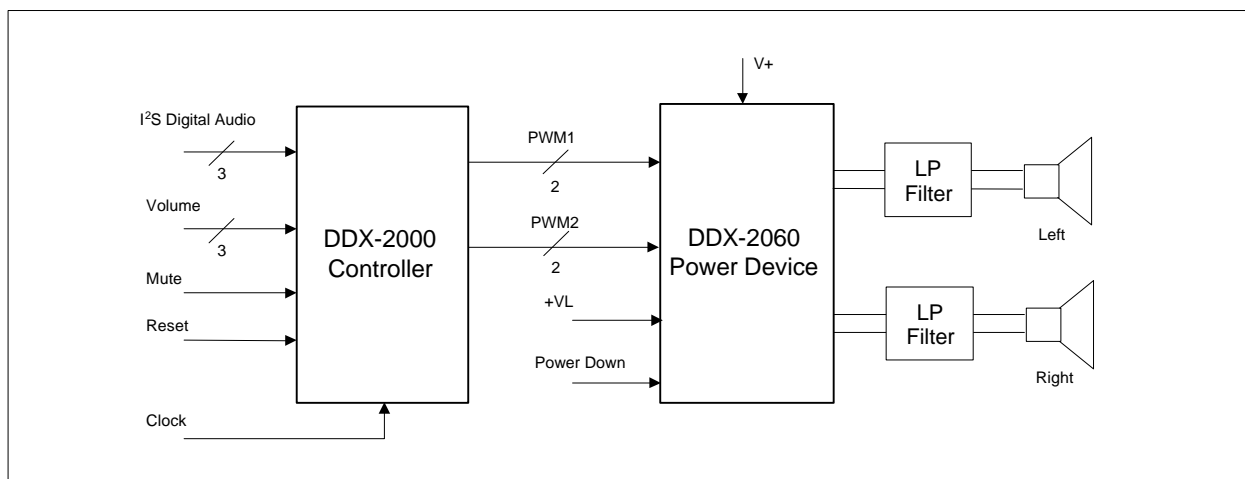 I²S Digital Audio
3
Volume
3
Mute
Reset
Clock
DDX-2000
Controller
PWM1
2
PWM2
2
+VL
Power Down
V+
DDX-2060
Power Device
LP
Filter
Left
LP
Filter
Right